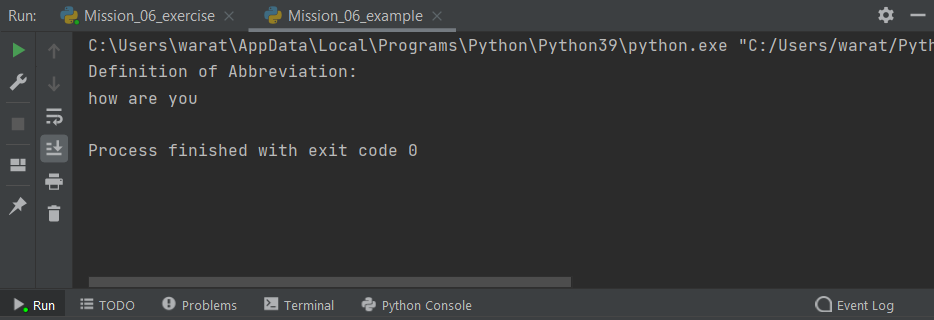 Run: Mission_06_exercise Mission_06_example
C:\Users\warat\AppData\Local\Programs\Python\Python39\python.exe "C:/Users/warat/Pyth
Definition of Abbreviation:
how are you
Process finished with exit code 0
Run TODO Problems Terminal Python Console Event Log